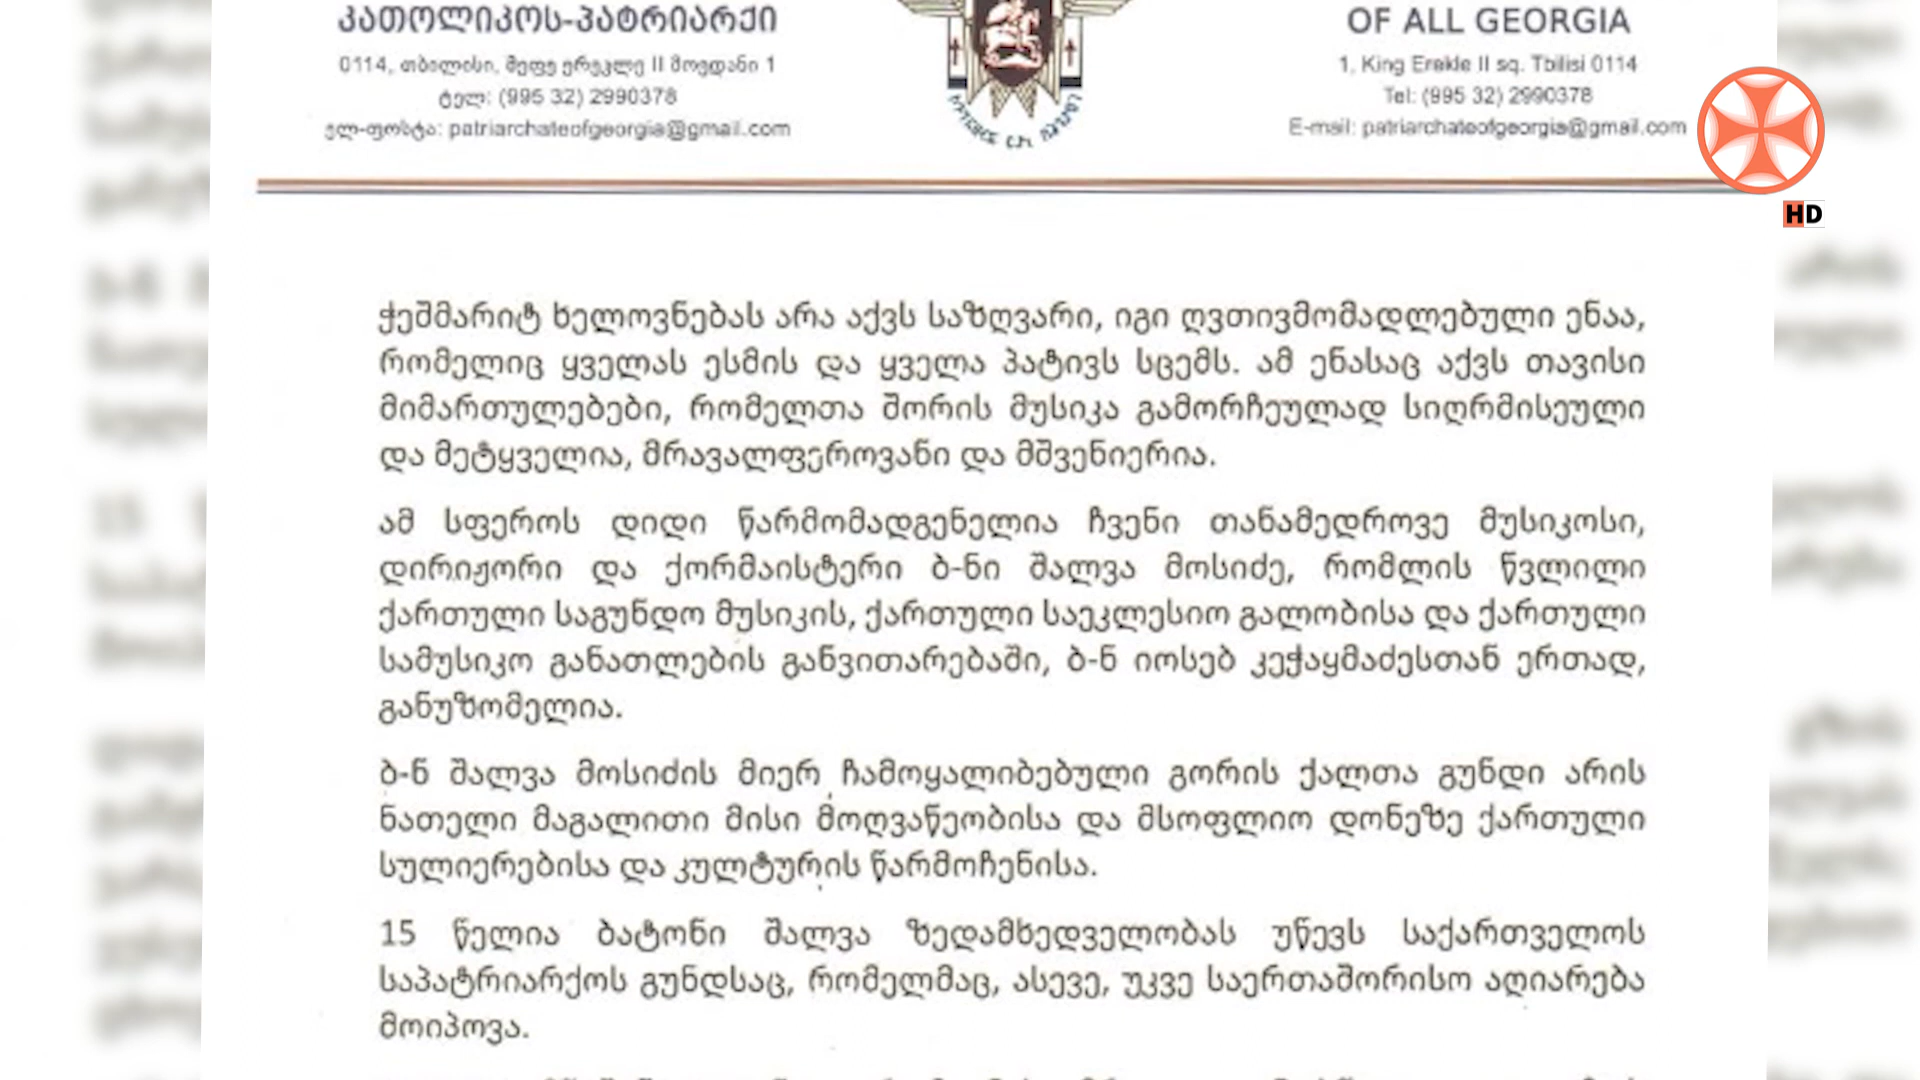 კათოლიკოს-პატრიარქი
OF ALL GEORGIA
0114, თბილისი, მეფე ერეკლე II მოედანი 1
ტელ: (995 32) 2990378
ელ-ფოსტა: patriarchateofgeorgia@gmail.com
1, King Erekle II sq. Tbilisi 0114
Tel: (995 32) 2990378
E-mail: patriarchateofgeorgia@gmail.com
HD
ჭეშმარიტ ხელოვნებას არა აქვს საზღვარი, იგი ღვთივმომადლებული ენაა,
რომელიც ყველას ესმის და ყველა პატივს სცემს. ამ ენასაც აქვს თავისი
მიმართულებები, რომელთა შორის მუსიკა გამორჩეულად სიღრმისეული
და მეტყველია, მრავალფეროვანი და მშვენიერია.
ამ სფეროს დიდი წარმომადგენელია ჩვენი თანამედროვე მუსიკოსი,
დირიჟორი და ქორმაისტერი ბ-ნი შალვა მოსიძე, რომლის წვლილი
ქართული საგუნდო მუსიკის, ქართული საეკლესიო გალობისა და ქართული
სამუსიკო განათლების განვითარებაში, ბ-ნ იოსებ კეჭაყმაძესთან ერთად,
განუზომელია.
ბ-ნ შალვა მოსიძის მიერ ჩამოყალიბებული გორის ქალთა გუნდი არის
ნათელი მაგალითი მისი მოღვაწეობისა და მსოფლიო დონეზე ქართული
სულიერებისა და კულტურის წარმოჩენისა.
15 წელია ბატონი შალვა ზედამხედველობას უწევს საქართველოს
საპატრიარქოს გუნდსაც, რომელმაც, ასევე, უკვე საერთაშორისო აღიარება
მოიპოვა.